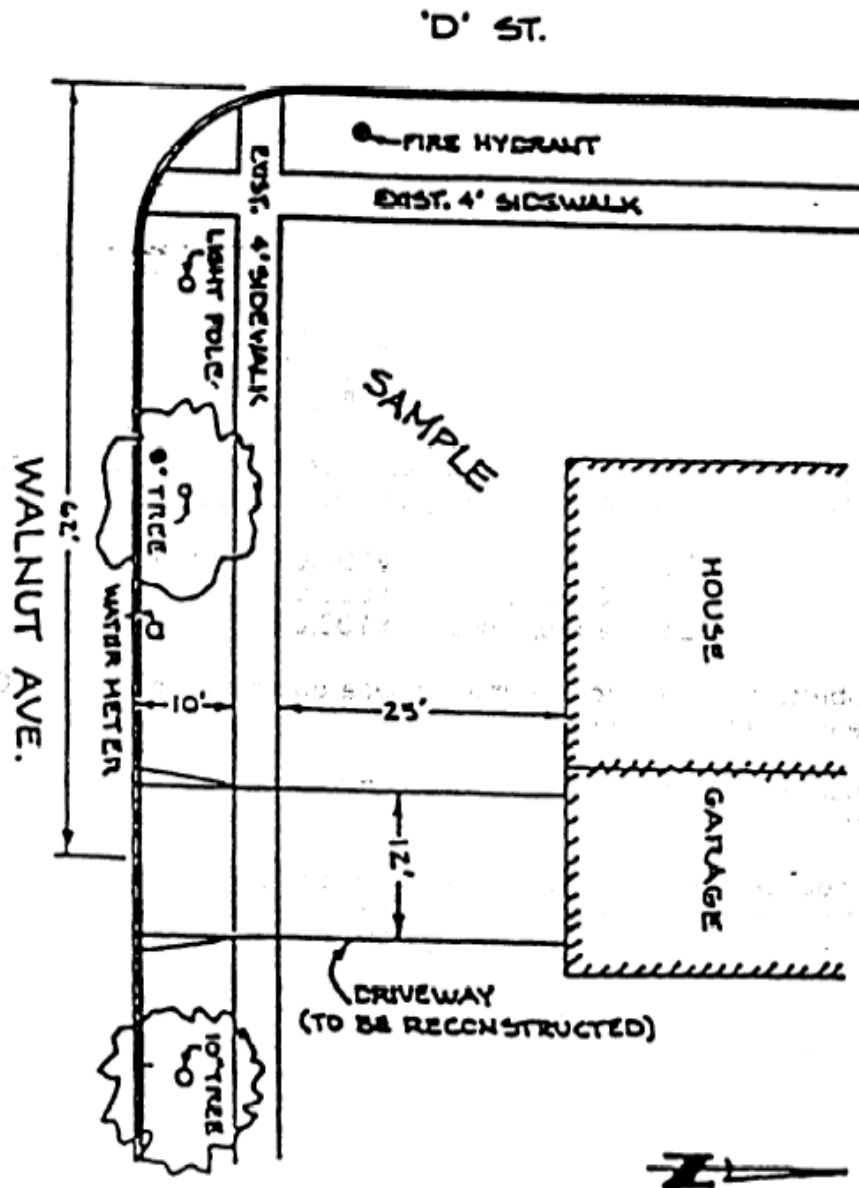 'D' ST.
FIRE HYDRANT
EXIST. 4' SIDEWALK
EXIST. 4' SIDEWALK
LIGHT POLE
SAMPLE
TREE
WALNUT AVE.
62'
WATER METER
HOUSE
10'
25'
GARAGE
12'
DRIVEWAY
(TO BE RECONSTRUCTED)
10" TREE
N